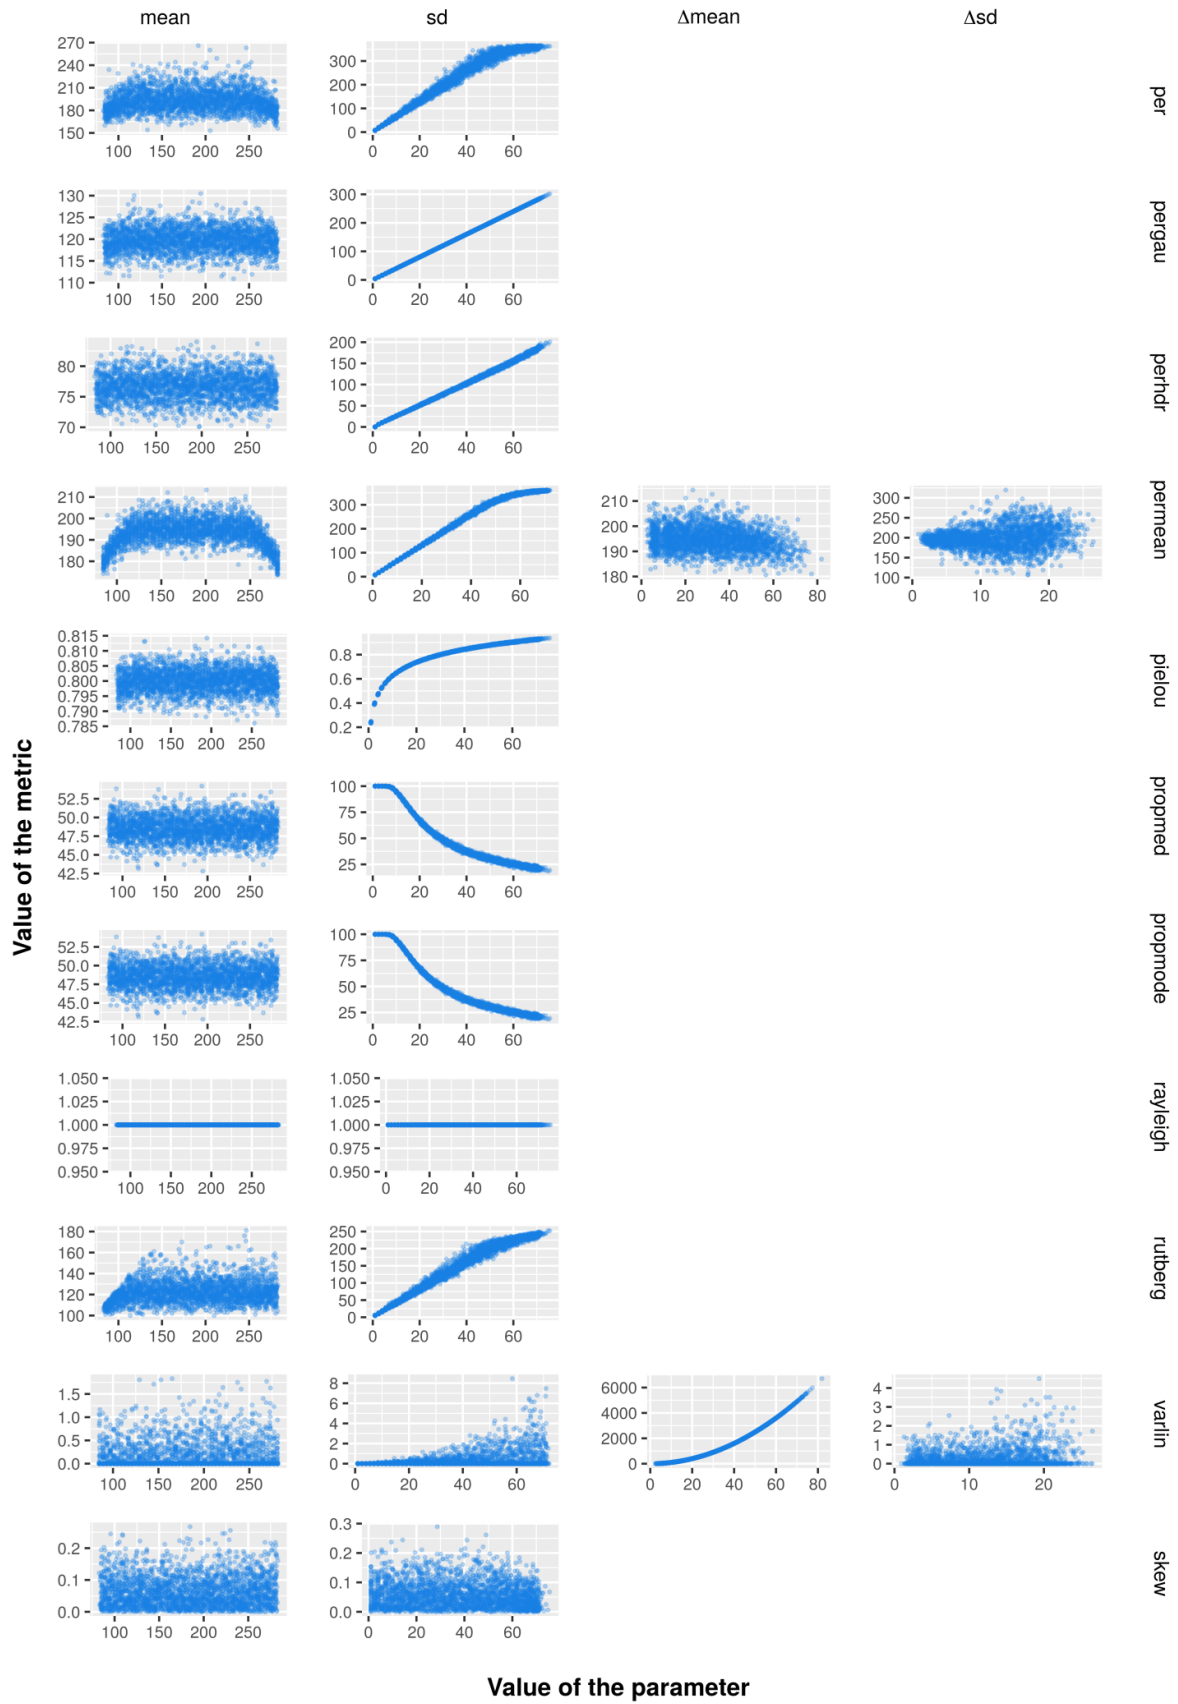 mean sd Δmean Δsd
270
240
210
180
150
100 150 200 250
300
200
100
0
0 20 40 60
per
130
125
120
115
110
100 150 200 250
300
200
100
0
0 20 40 60
pergau
80
75
70
100 150 200 250
200
150
100
50
0
0 20 40 60
perhdr
210
200
190
180
100 150 200 250
300
200
100
0
0 20 40 60
210
200
190
180
0 20 40 60 80
300
250
200
150
100
0 10 20
permean
0.815
0.810
0.805
0.800
0.795
0.790
0.785
100 150 200 250
0.8
0.6
0.4
0.2
0 20 40 60
pielou
52.5
50.0
47.5
45.0
42.5
100 150 200 250
100
75
50
25
0 20 40 60
propmed
52.5
50.0
47.5
45.0
42.5
100 150 200 250
100
75
50
25
0 20 40 60
propmode
1.050
1.025
1.000
0.975
0.950
100 150 200 250
1.050
1.025
1.000
0.975
0.950
0 20 40 60
rayleigh
180
160
140
120
100
100 150 200 250
250
200
150
100
50
0
0 20 40 60
rutberg
1.5
1.0
0.5
0.0
100 150 200 250
8
6
4
2
0
0 20 40 60
6000
4000
2000
0
0 20 40 60 80
4
3
2
1
0
0 10 20
varlin
0.2
0.1
0.0
100 150 200 250
0.3
0.2
0.1
0.0
0 20 40 60
skew
Value of the metric
Value of the parameter